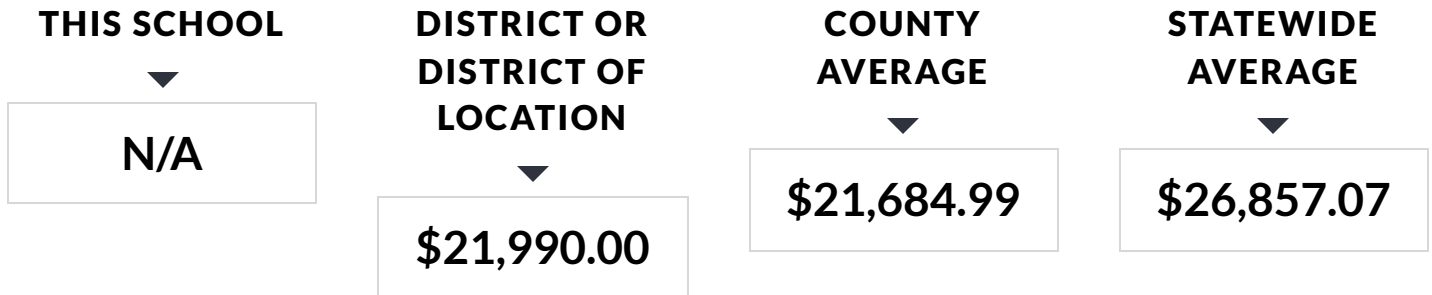 THIS SCHOOL
N/A
DISTRICT OR
DISTRICT OF
LOCATION
$21,990.00
COUNTY
AVERAGE
$21,684.99
STATEWIDE
AVERAGE
$26,857.07